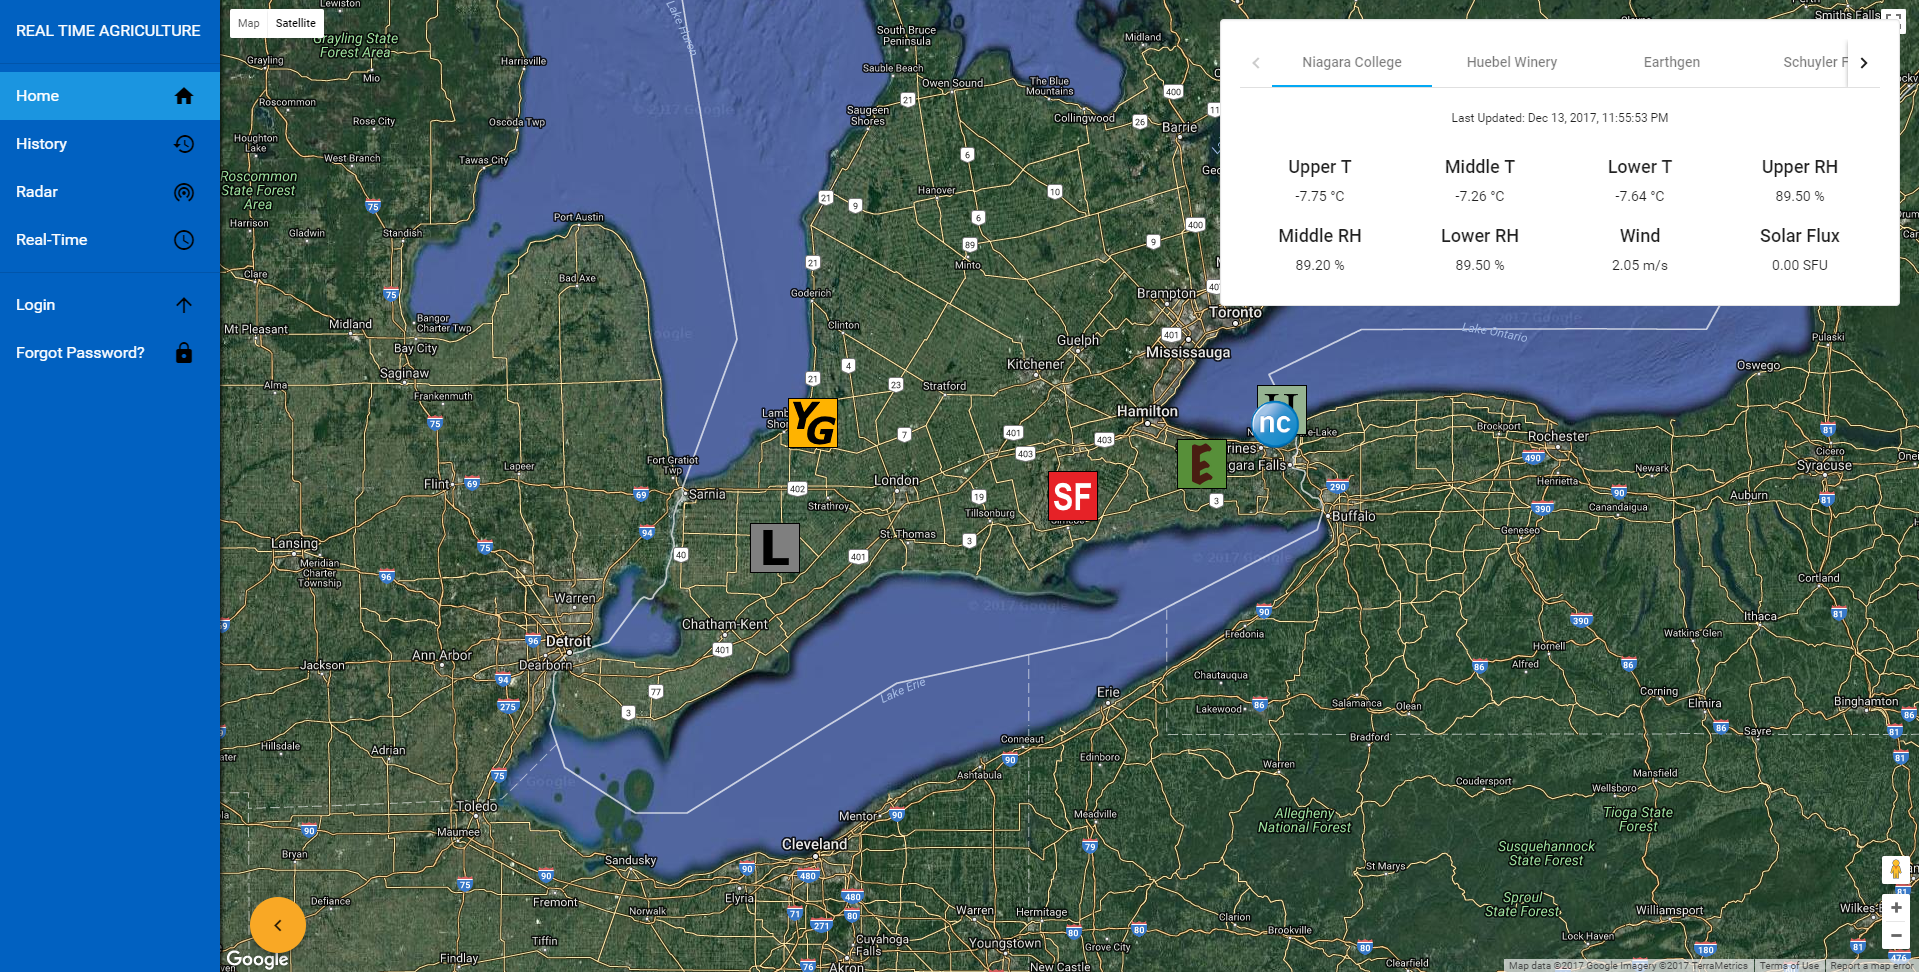 REAL TIME AGRICULTURE
Home
History
Radar
Real-Time
Login
Forgot Password?
Map Satellite
Niagara College Huebel Winery Earthgen Schuyler F
Last Updated: Dec 13, 2017, 11:55:53 PM
Upper T Middle T Lower T Upper RH
-7.75 °C -7.26 °C -7.64 °C 89.50 %
Middle RH Lower RH Wind Solar Flux
89.20 % 89.50 % 2.05 m/s 0.00 SFU
Lewiston
Grayling State
Forest Area
Grayling
Mio
Harrisville
Roscommon
Rose City
Oscoda Twp
Houghton
Lake
West Branch
Tawas City
Roscommon
State Forest
Area
Harrison
Gladwin
Standish
Port Austin
Clare
Bad Axe
Mt Pleasant
Midland
Bangor
Charter Twp
Bay City
Saginaw
Alma
Frankenmuth
Lake Huron
South Bruce
Peninsula
Sauble Beach
Owen Sound
The Blue
Mountains
Midland
Collingwood
Barrie
Saugeen
Shores
Hanover
Minto
Goderich
Clinton
Brampton
Toronto
Mississauga
Guelph
Kitchener
Stratford
Hamilton
Smiths Falls
Lake Ontario
Pulaski
Oswego
YG
nc
E
SF
L
Fort Gratiot
Twp
Sarnia
Lapeer
Flint
London
Strathroy
Tillsonburg
St. Thomas
Buffalo
Brockport
Rochester
Henrietta
Newark
Cicero
Syracuse
Auburn
Canandaigua
Geneseo
Lansing
Meridian
Charter
Township
Warren
Detroit
Dearborn
Ann Arbor
Jackson
Chatham-Kent
Cortland
Ithaca
Watkins Glen
Fredonia
Hornell
Alfred
Chautauqua
Lakewood
Salamanca
Olean
Corning
Elmira
Binghamton
Sayre
Lake Erie
Erie
Conneaut
Edinboro
Ashtabula
Bradford
Warren
Hillsdale
Adrian
Toledo
Maumee
Bryan
Sandusky
Mentor
Cleveland
Meadville
Allegheny
National Forest
Coudersport
Mansfield
Wellsboro
Tioga State
Forest
Susquehannock
State Forest
St Marys
Sproul
State Forest
Williamsport
Lock Haven
Defiance
Fremont
Norwalk
Elyria
Tiffin
Findlay
Cuyahoga
Falls
Akron
Warren
Hermitage
Youngstown
Grove City
New Castle
Clarion
Brookville
Clearfield
Google
Map data ©2017 Google Imagery ©2017 TerraMetrics Terms of Use Report a map error